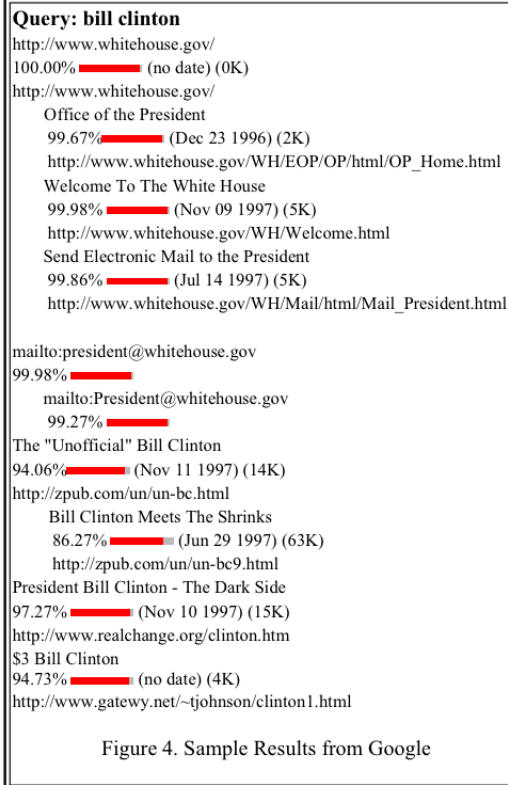 Query: bill clinton
http://www.whitehouse.gov/
100.00% (no date) (0K)
http://www.whitehouse.gov/
Office of the President
99.67% (Dec 23 1996) (2K)
http://www.whitehouse.gov/WH/EOP/OP/html/OP_Home.html
Welcome To The White House
99.98% (Nov 09 1997) (5K)
http://www.whitehouse.gov/WH/Welcome.html
Send Electronic Mail to the President
99.86% (Jul 14 1997) (5K)
http://www.whitehouse.gov/WH/Mail/html/Mail_President.html
mailto:president@whitehouse.gov
99.98%
mailto:President@whitehouse.gov
99.27%
The "Unofficial" Bill Clinton
94.06% (Nov 11 1997) (14K)
http://zpub.com/un/un-bc.html
Bill Clinton Meets The Shrinks
86.27% (Jun 29 1997) (63K)
http://zpub.com/un/un-bc9.html
President Bill Clinton - The Dark Side
97.27% (Nov 10 1997) (15K)
http://www.realchange.org/clinton.htm
$3 Bill Clinton
94.73% (no date) (4K)
http://www.gatewy.net/~tjohnson/clinton1.html
Figure 4. Sample Results from Google